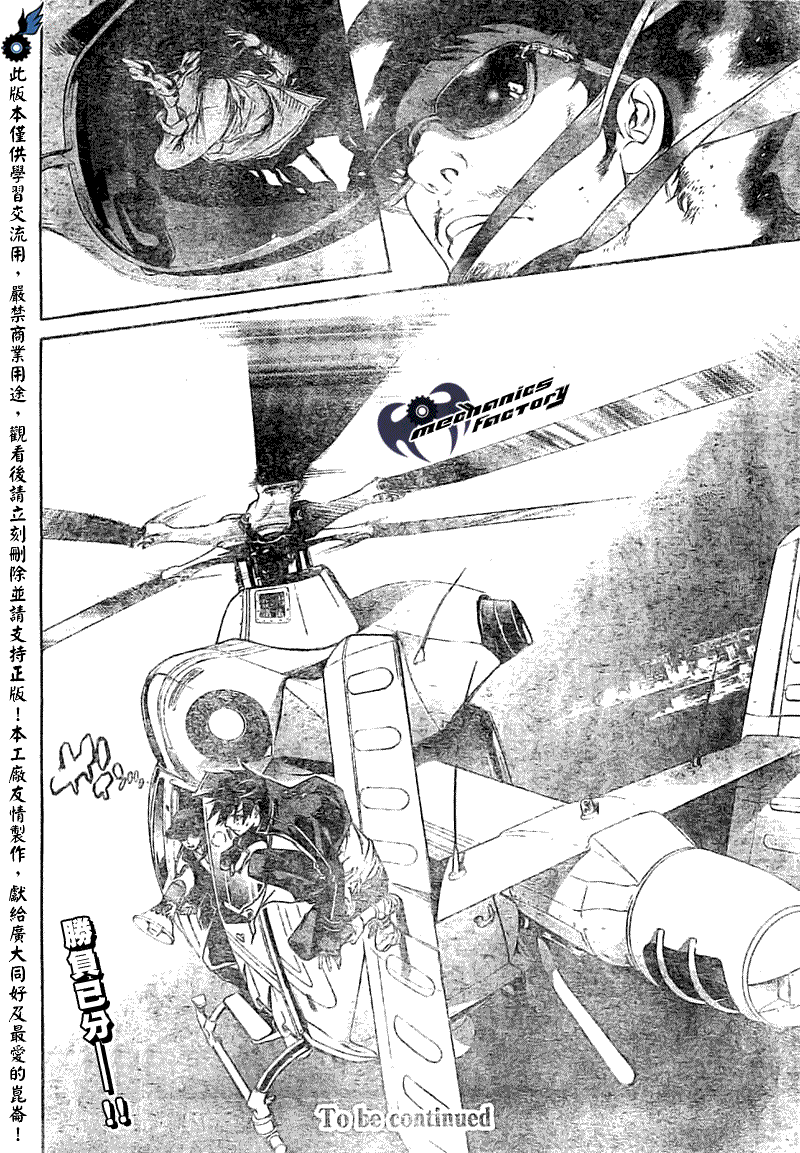 此版本僅供學習交流用，嚴禁商業用途，觀看後請立刻刪除並請支持正版！本工廠友情製作，獻給廣大同好及最愛的崑崙！
mechanics
factory
勝負已分——!!
To be continued